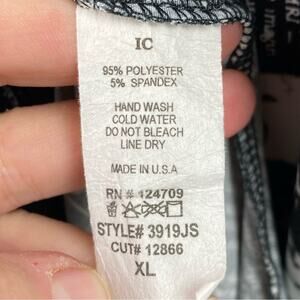 IC
95% POLYESTER
5% SPANDEX
HAND WASH
COLD WATER
DO NOT BLEACH
LINE DRY
MADE IN U.S.A
RN # 124709
STYLE# 3919JS
CUT# 12866
XL